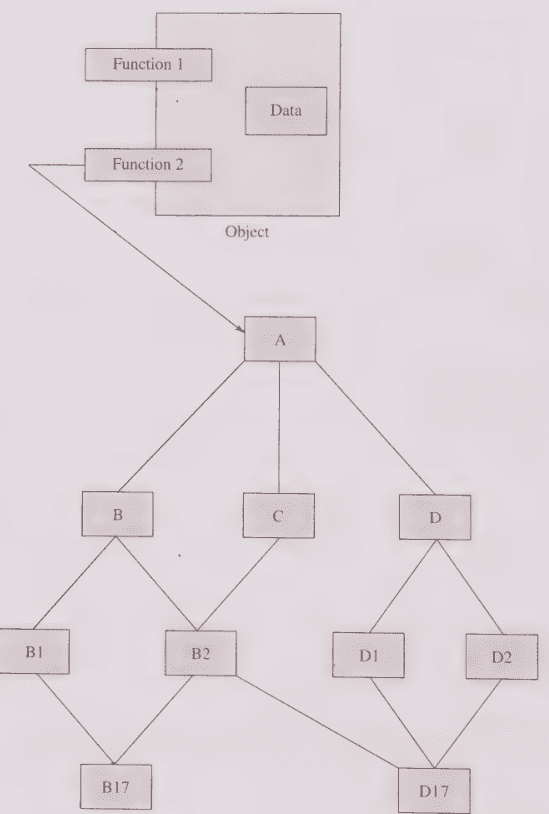 Function 1
Data
Function 2
Object
A
B
C
D
B1
B2
D1
D2
B17
D17